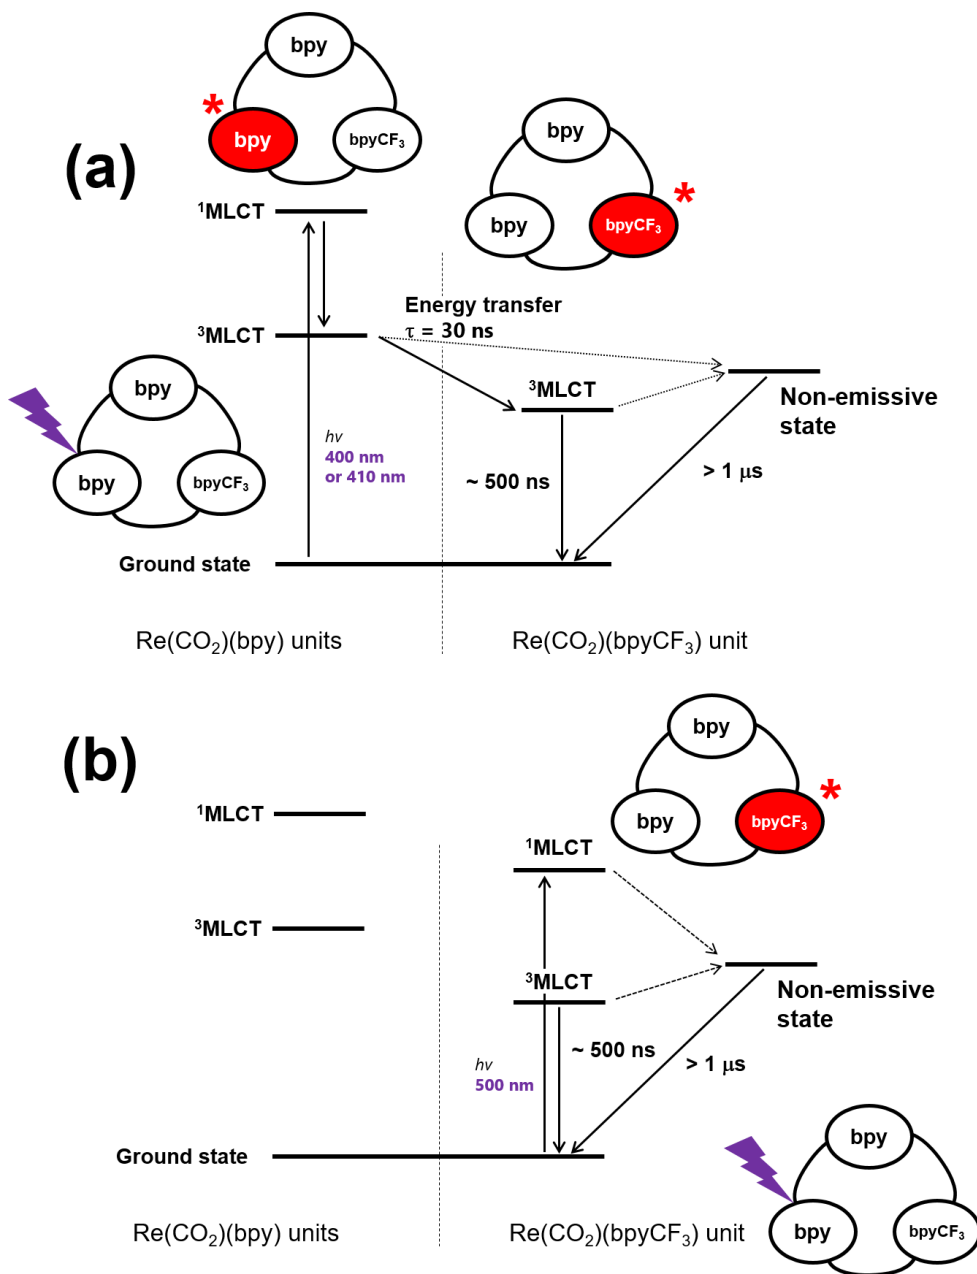 bpy
*
bpy
bpyCF₃
(a)
bpy
*
bpy
bpyCF₃
¹MLCT
Energy transfer
τ = 30 ns
³MLCT
³MLCT
Non-emissive
state
bpy
bpy
bpyCF₃
hν
400 nm
or 410 nm
~ 500 ns
> 1 μs
Ground state
Re(CO₂)(bpy) units
Re(CO₂)(bpyCF₃) unit
(b)
bpy
*
bpy
bpyCF₃
¹MLCT
¹MLCT
³MLCT
³MLCT
Non-emissive
state
hν
500 nm
~ 500 ns
> 1 μs
Ground state
bpy
bpy
bpyCF₃
Re(CO₂)(bpy) units
Re(CO₂)(bpyCF₃) unit